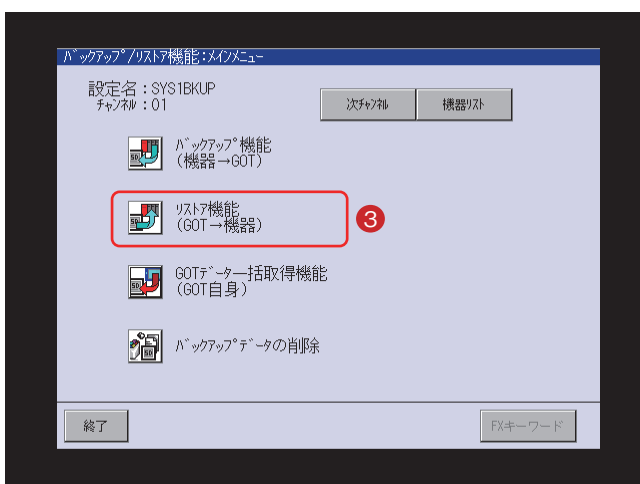 バックアップ/リストア機能:メインメニュー
設定名:SYS1BKUP
チャンネル:01
次チャンネル
機器リスト
バックアップ機能
(機器→GOT)
リストア機能
(GOT→機器)
3
GOTデータ一括取得機能
(GOT自身)
バックアップデータの削除
終了
FXキーワード